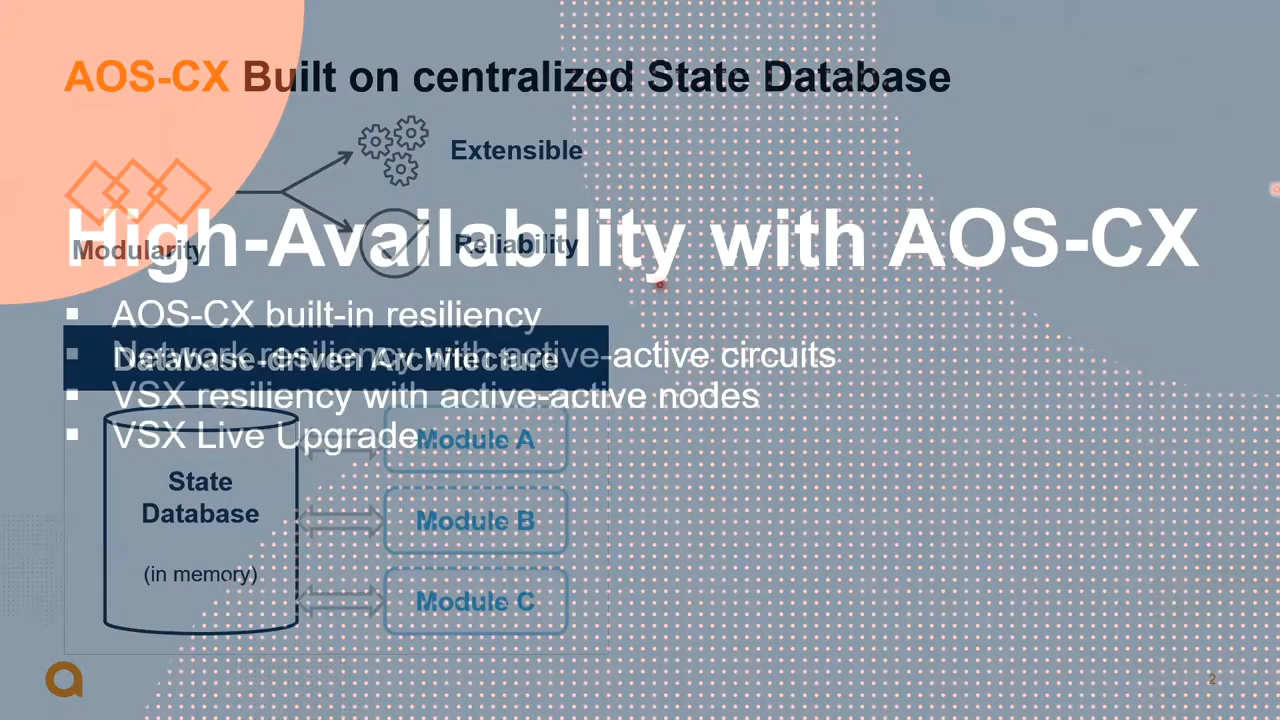 AOS-CX Built on centralized State Database
Extensible
Modularity
Reliability
High-Availability with AOS-CX
▪ AOS-CX built-in resiliency
▪ Network resiliency with active-active circuits
Database-driven Architecture
▪ VSX resiliency with active-active nodes
▪ VSX Live Upgrade
Module A
State
Database
Module B
(in memory)
Module C
2